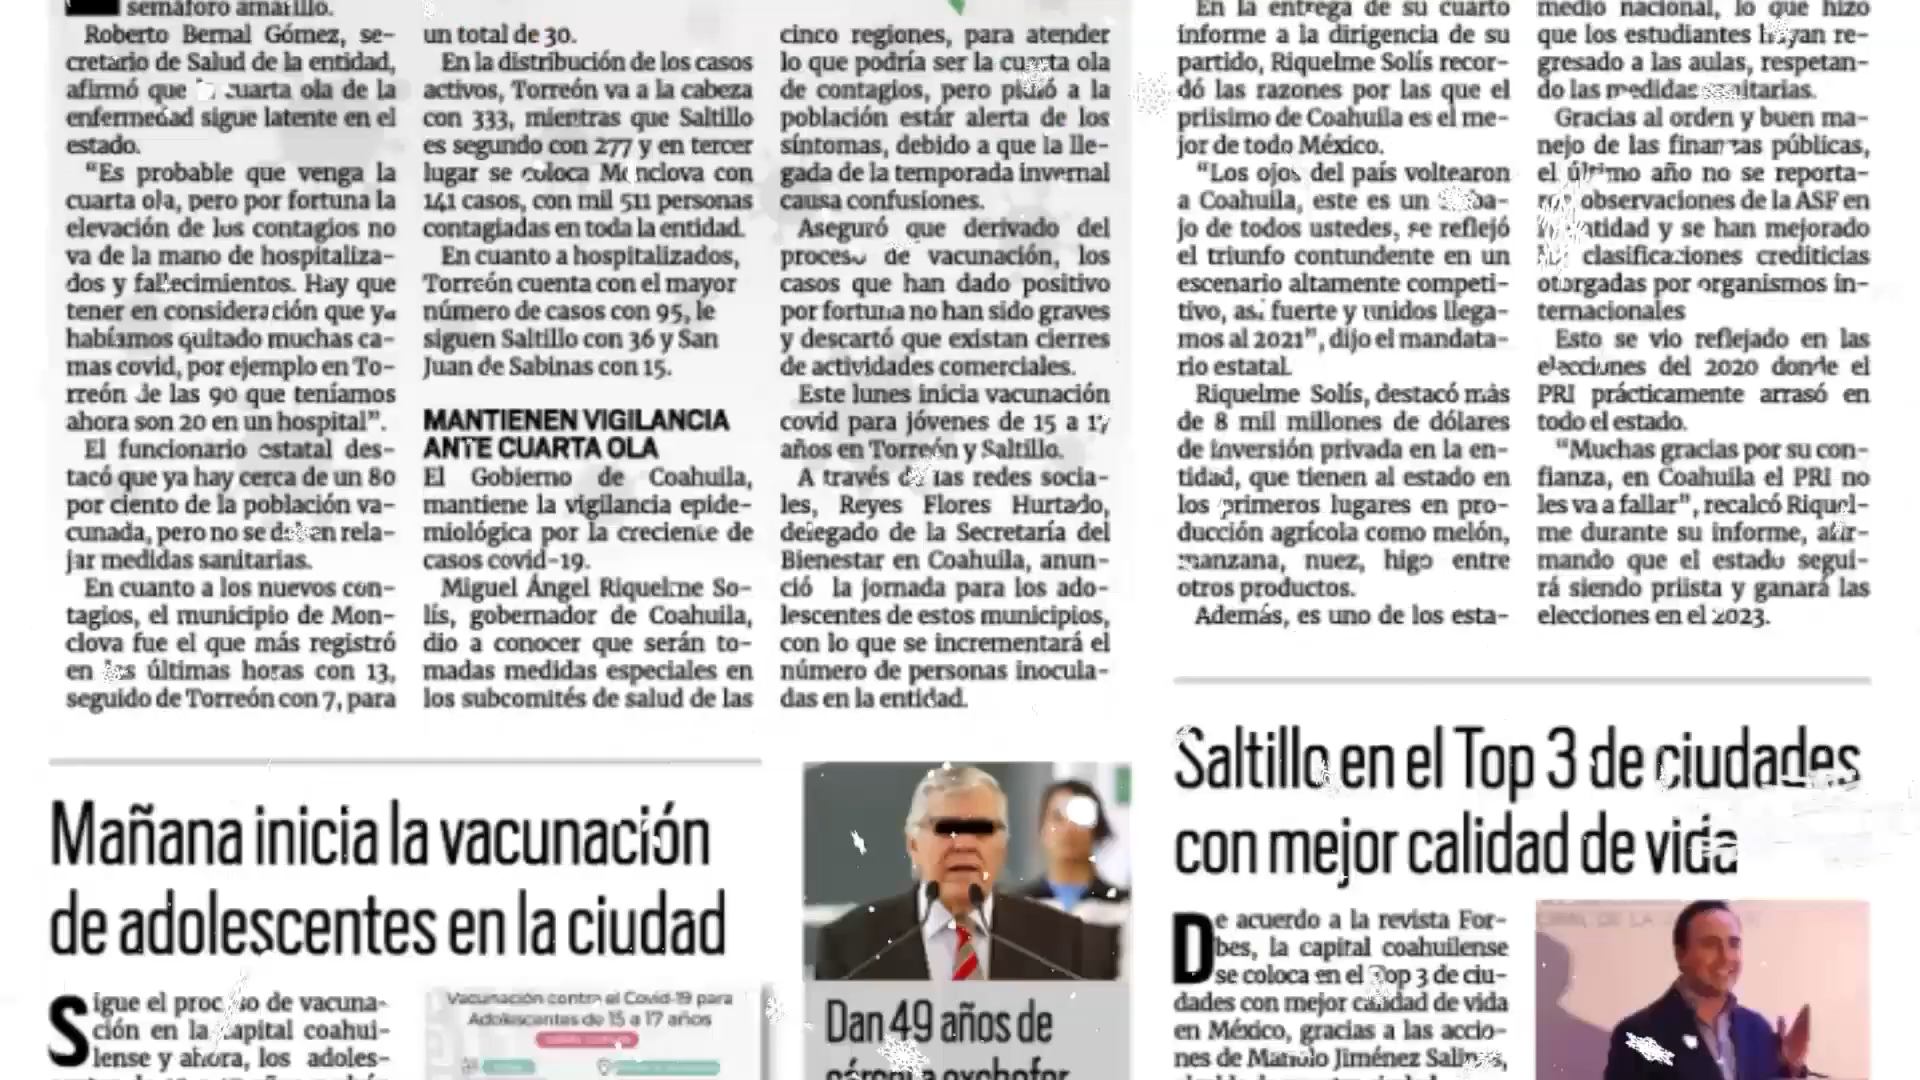 semáforo amarillo.
Roberto Bernal Gómez, se-
cretario de Salud de la entidad,
afirmó que la cuarta ola de la
enfermedad sigue latente en el
estado.
“Es probable que venga la
cuarta ola, pero por fortuna la
elevación de los contagios no
va de la mano de hospitaliza-
dos y fallecimientos. Hay que
tener en consideración que ya
habíamos quitado muchas ca-
mas covid, por ejemplo en To-
rreón de las 90 que teníamos
ahora son 20 en un hospital”.
El funcionario estatal des-
tacó que ya hay cerca de un 80
por ciento de la población va-
cunada, pero no se deben rela-
jar medidas sanitarias.
En cuanto a los nuevos con-
tagios, el municipio de Mon-
clova fue el que más registró
en las últimas horas con 13,
seguido de Torreón con 7, para
un total de 30.
En la distribución de los casos
activos, Torreón va a la cabeza
con 333, mientras que Saltillo
es segundo con 277 y en tercer
lugar se coloca Monclova con
141 casos, con mil 511 personas
contagiadas en toda la entidad.
En cuanto a hospitalizados,
Torreón cuenta con el mayor
número de casos con 95, le
siguen Saltillo con 36 y San
Juan de Sabinas con 15.
MANTIENEN VIGILANCIA
ANTE CUARTA OLA
El Gobierno de Coahuila,
mantiene la vigilancia epide-
miológica por la creciente de
casos covid-19.
Miguel Ángel Riquelme So-
lís, gobernador de Coahuila,
dio a conocer que serán to-
madas medidas especiales en
los subcomités de salud de las
cinco regiones, para atender
lo que podría ser la cuarta ola
de contagios, pero pidió a la
población estar alerta de los
síntomas, debido a que la lle-
gada de la temporada invernal
causa confusiones.
Aseguró que derivado del
proceso de vacunación, los
casos que han dado positivo
por fortuna no han sido graves
y descartó que existan cierres
de actividades comerciales.
Este lunes inicia vacunación
covid para jóvenes de 15 a 17
años en Torreón y Saltillo.
A través de las redes socia-
les, Reyes Flores Hurtado,
delegado de la Secretaría del
Bienestar en Coahuila, anun-
ció la jornada para los ado-
lescentes de estos municipios,
con lo que se incrementará el
número de personas inocula-
das en la entidad.
En la entrega de su cuarto
informe a la dirigencia de su
partido, Riquelme Solís recor-
dó las razones por las que el
priisimo de Coahuila es el me-
jor de todo México.
“Los ojos del país voltearon
a Coahuila, este es un traba-
jo de todos ustedes, se reflejó
el triunfo contundente en un
escenario altamente competi-
tivo, así, fuerte y unidos llega-
mos al 2021”, dijo el mandata-
rio estatal.
Riquelme Solís, destacó más
de 8 mil millones de dólares
de inversión privada en la en-
tidad, que tienen al estado en
los primeros lugares en pro-
ducción agrícola como melón,
manzana, nuez, higo entre
otros productos.
Además, es uno de los esta-
medio nacional, lo que hizo
que los estudiantes hayan re-
gresado a las aulas, respetan-
do las medidas sanitarias.
Gracias al orden y buen ma-
nejo de las finanzas públicas,
el último año no se reporta-
ron observaciones de la ASF en
entidad y se han mejorado
clasificaciones crediticias
otorgadas por organismos in-
ternacionales
Esto se vio reflejado en las
elecciones del 2020 donde el
PRI prácticamente arrasó en
todo el estado.
“Muchas gracias por su con-
fianza, en Coahuila el PRI no
les va a fallar”, recalcó Riquel-
me durante su informe, afir-
mando que el estado segui-
rá siendo priista y ganará las
elecciones en el 2023.
Mañana inicia la vacunación
de adolescentes en la ciudad
Sigue el proceso de vacuna-
ción en la capital coahui-
lense y ahora, los adoles-
Vacunación contra el Covid-19 para
Adolescentes de 15 a 17 años
Dan 49 años de
cárcel a exchofer
Saltillo en el Top 3 de ciudades
con mejor calidad de vida
De acuerdo a la revista For-
bes, la capital coahuilense
se coloca en el Top 3 de ciu-
dades con mejor calidad de vida
en México, gracias a las accio-
nes de Manolo Jiménez Salinas,